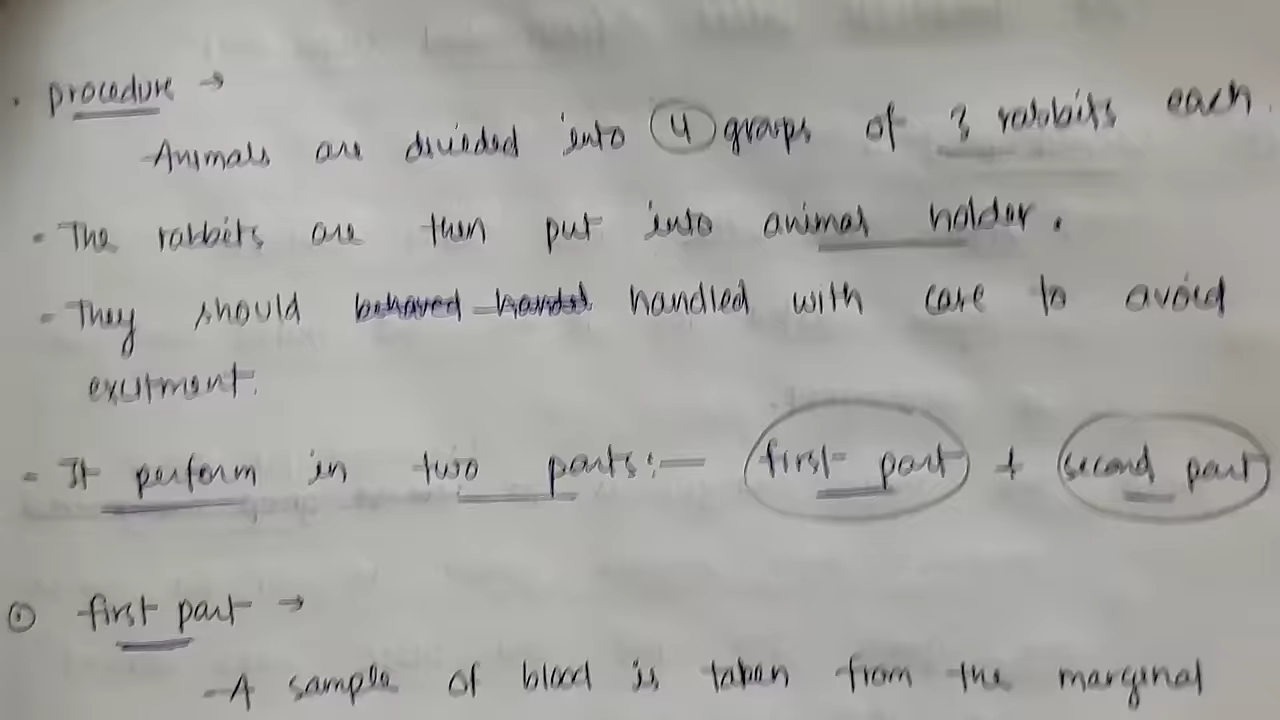 . procedure →
Animals are divided into 4 groups of 3 rabbits each.
- The rabbits are then put into animal holder.
- They should handled with care to avoid
excitment.
- It perform in two parts:— first part + second part
① first part →
- A sample of blood is taken from the marginal